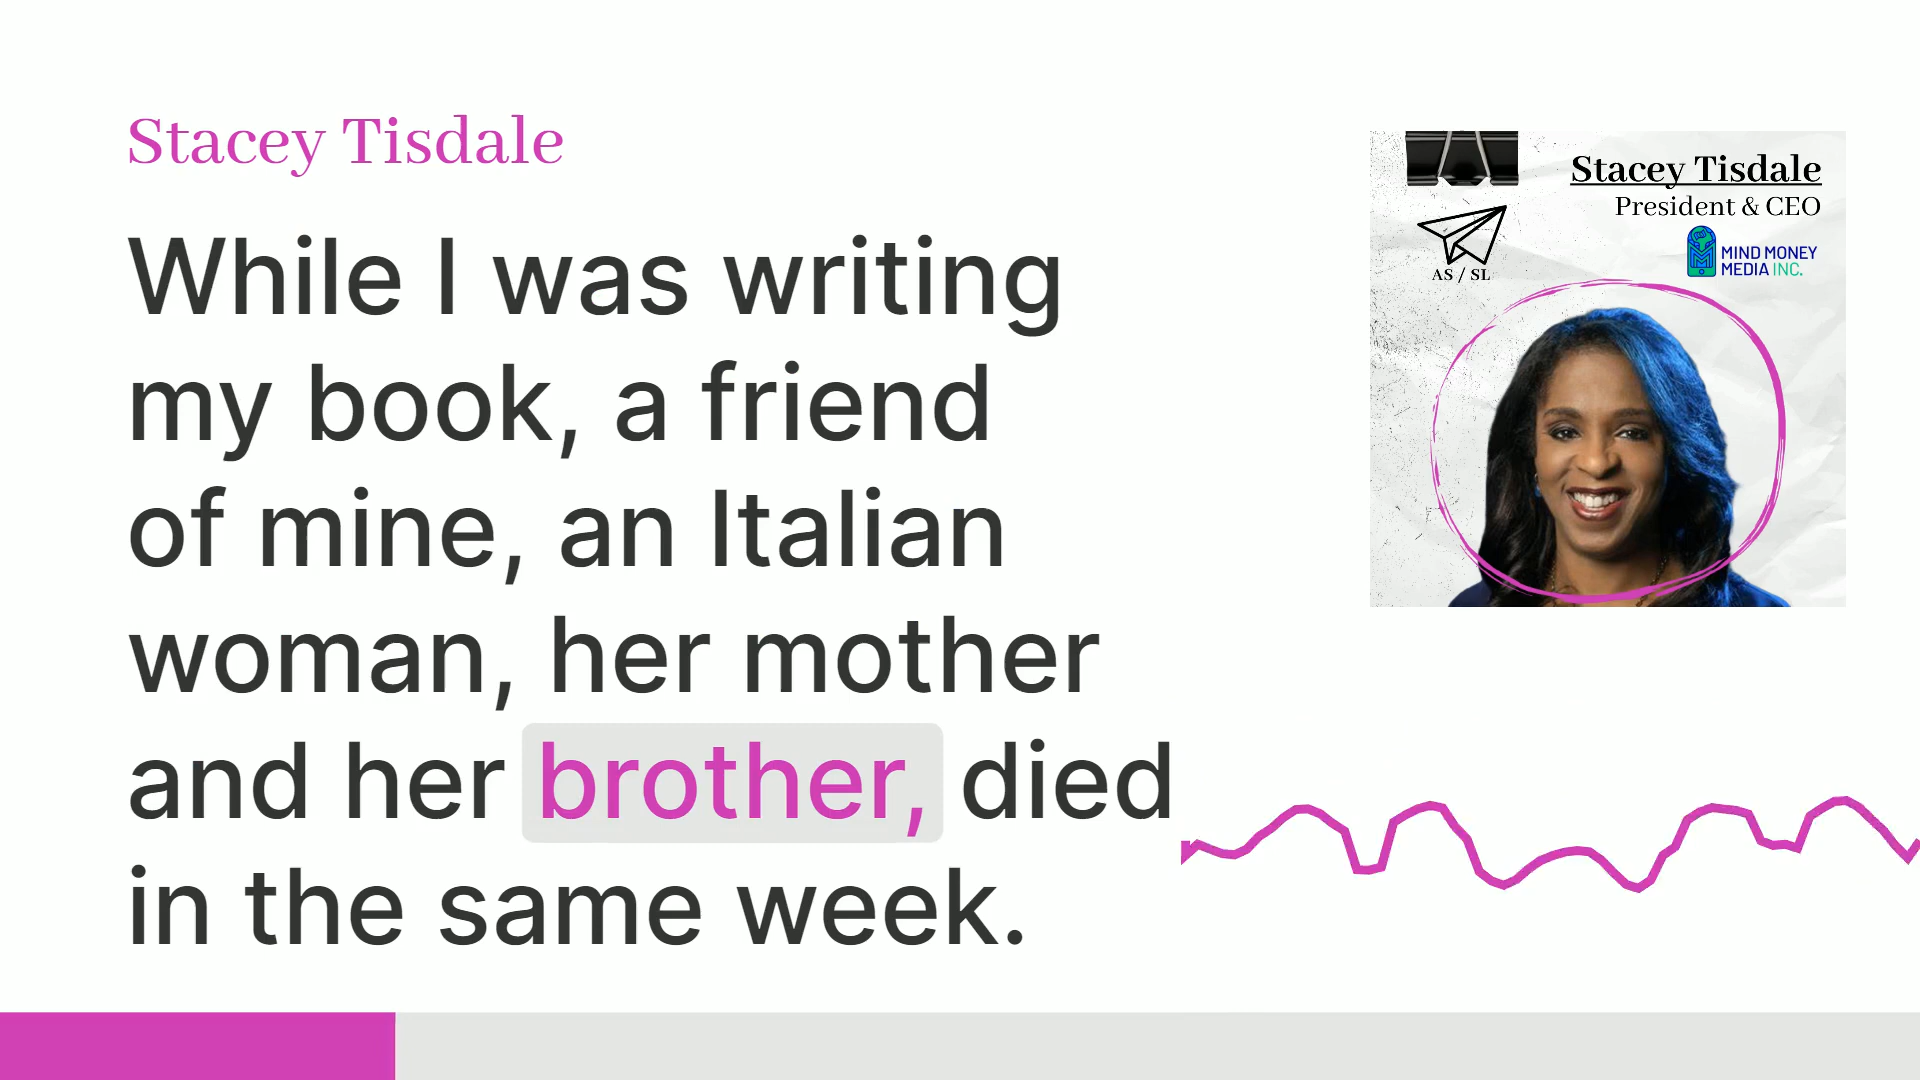 Stacey Tisdale
While I was writing
my book, a friend
of mine, an Italian
woman, her mother
and her brother, died
in the same week.
Stacey Tisdale
President & CEO
MIND MONEY
MEDIA INC.
AS / SL